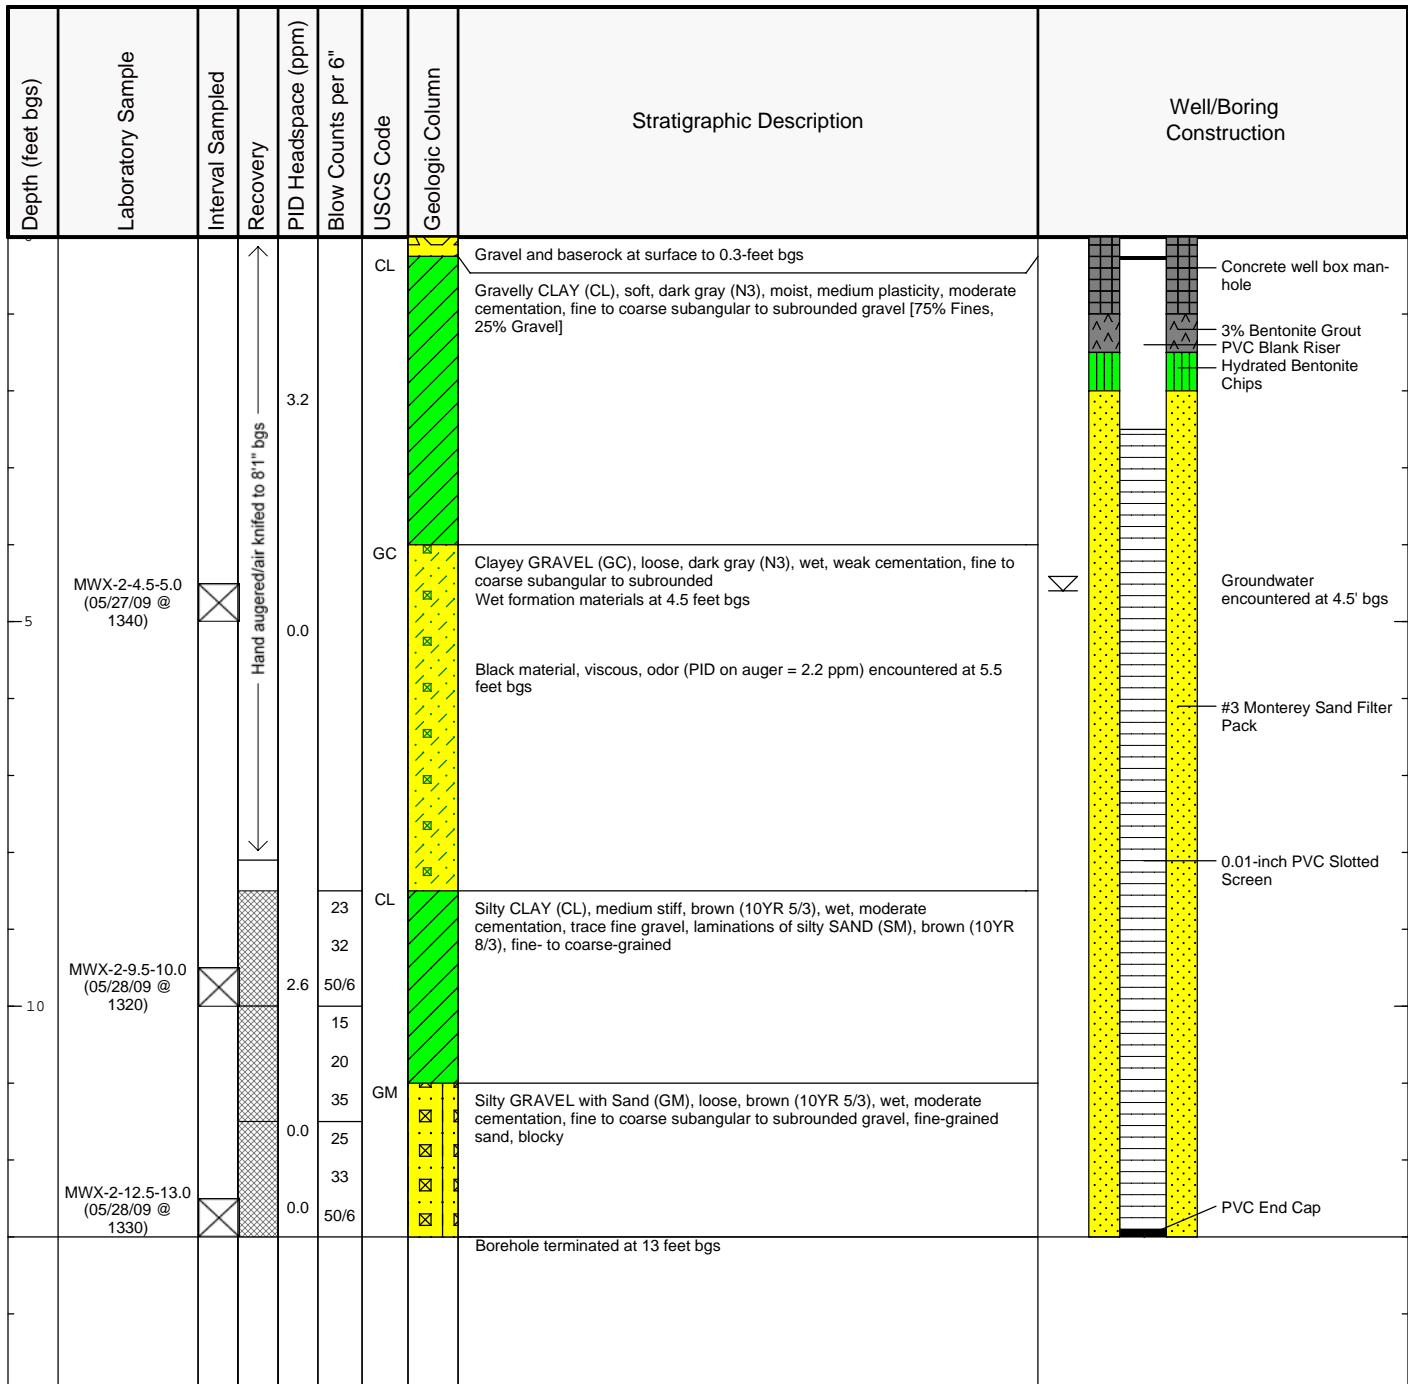 Depth (feet bgs)
Laboratory Sample
Interval Sampled
Recovery
PID Headspace (ppm)
Blow Counts per 6"
USCS Code
Geologic Column
Stratigraphic Description
Well/Boring
Construction
Gravel and baserock at surface to 0.3-feet bgs
CL
Gravelly CLAY (CL), soft, dark gray (N3), moist, medium plasticity, moderate
cementation, fine to coarse subangular to subrounded gravel [75% Fines,
25% Gravel]
Concrete well box man-
hole
3% Bentonite Grout
PVC Blank Riser
Hydrated Bentonite
Chips
3.2
Hand augered/air knifed to 8'1" bgs
GC
Clayey GRAVEL (GC), loose, dark gray (N3), wet, weak cementation, fine to
coarse subangular to subrounded
Wet formation materials at 4.5 feet bgs
Groundwater
encountered at 4.5' bgs
MWX-2-4.5-5.0
(05/27/09 @
1340)
5
0.0
Black material, viscous, odor (PID on auger = 2.2 ppm) encountered at 5.5
feet bgs
#3 Monterey Sand Filter
Pack
0.01-inch PVC Slotted
Screen
CL
23
Silty CLAY (CL), medium stiff, brown (10YR 5/3), wet, moderate
cementation, trace fine gravel, laminations of silty SAND (SM), brown (10YR
8/3), fine- to coarse-grained
32
MWX-2-9.5-10.0
(05/28/09 @
1320)
2.6
50/6
10
15
20
35
GM
Silty GRAVEL with Sand (GM), loose, brown (10YR 5/3), wet, moderate
cementation, fine to coarse subangular to subrounded gravel, fine-grained
sand, blocky
0.0
25
33
MWX-2-12.5-13.0
(05/28/09 @
1330)
0.0
50/6
PVC End Cap
Borehole terminated at 13 feet bgs